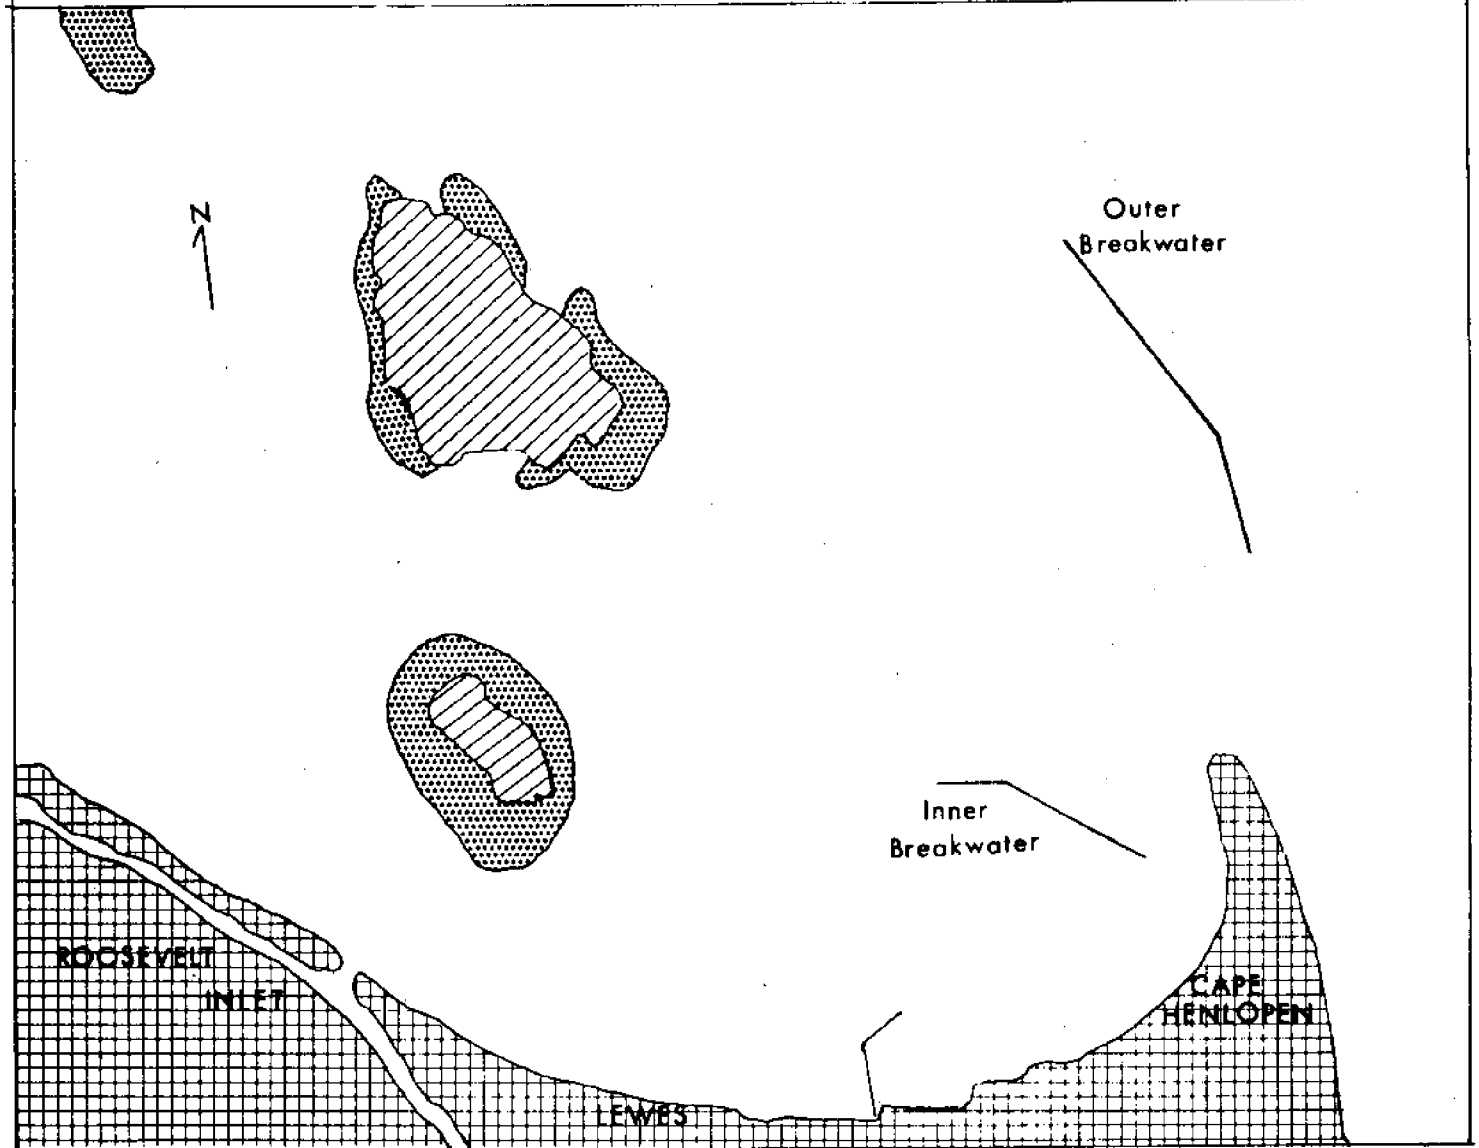 N
Outer
Breakwater
Inner
Breakwater
ROOSEVELT
INLET
CAPE
HENLOPEN
LEWES